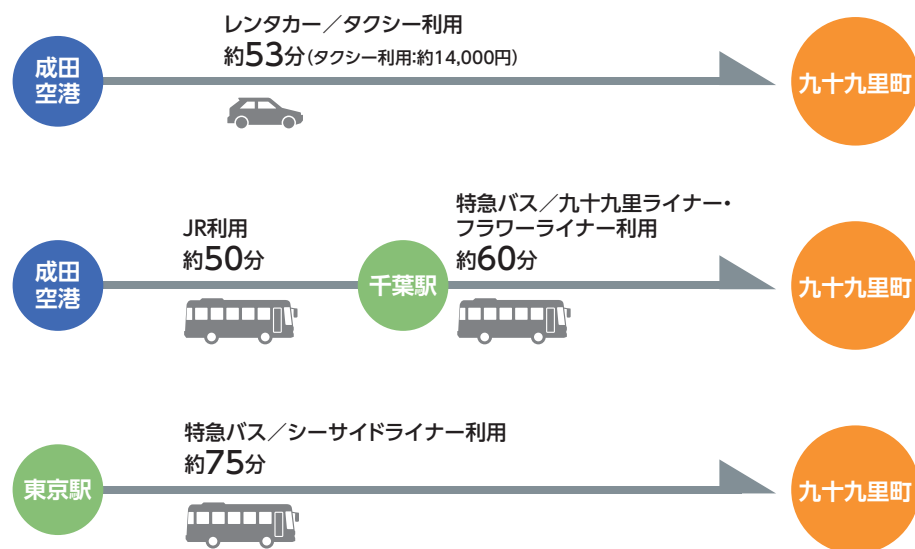 レンタカー／タクシー利用
約53分(タクシー利用:約14,000円)
成田
空港
九十九里町
特急バス／九十九里ライナー・
フラワーライナー利用
JR利用
約50分
約60分
成田
空港
千葉駅
九十九里町
特急バス／シーサイドライナー利用
約75分
東京駅
九十九里町